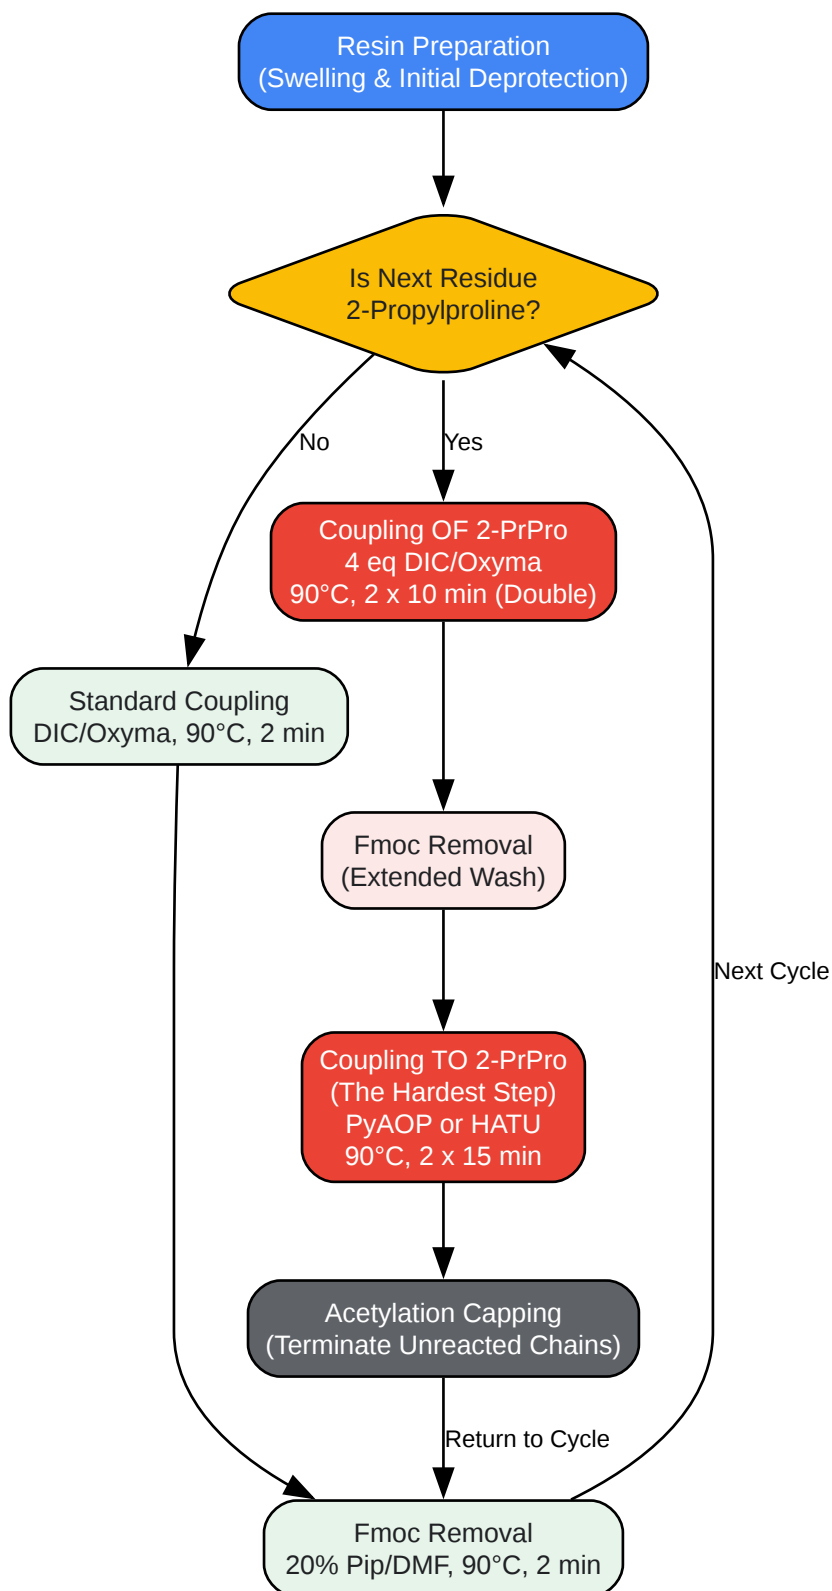 Resin Preparation
(Swelling & Initial Deprotection)
Is Next Residue
2-Propylproline?
No
Yes
Coupling OF 2-PrPro
4 eq DIC/Oxyma
90°C, 2 x 10 min (Double)
Standard Coupling
DIC/Oxyma, 90°C, 2 min
Fmoc Removal
(Extended Wash)
Next Cycle
Coupling TO 2-PrPro
(The Hardest Step)
PyAOP or HATU
90°C, 2 x 15 min
Acetylation Capping
(Terminate Unreacted Chains)
Return to Cycle
Fmoc Removal
20% Pip/DMF, 90°C, 2 min